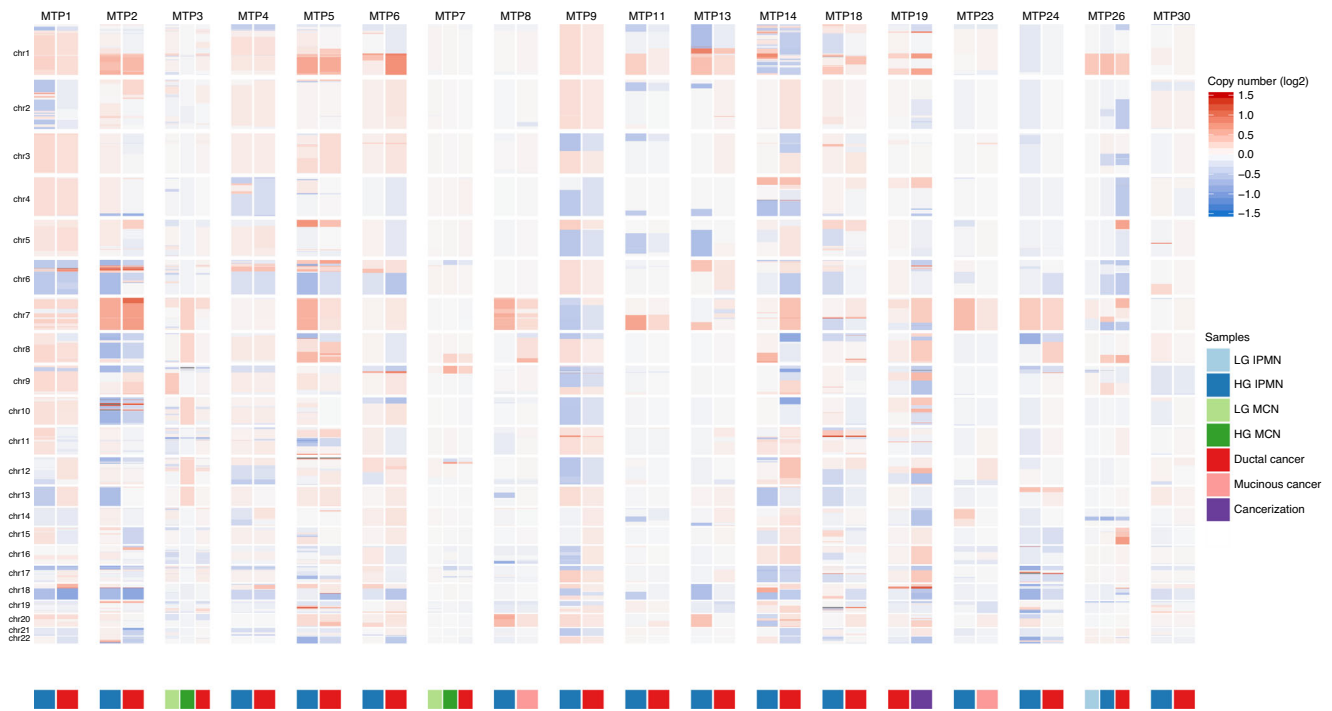 MTP1 MTP2 MTP3 MTP4 MTP5 MTP6 MTP7 MTP8 MTP9 MTP11 MTP13 MTP14 MTP18 MTP19 MTP23 MTP24 MTP26 MTP30
chr1
chr2
chr3
chr4
chr5
chr6
chr7
chr8
chr9
chr10
chr11
chr12
chr13
chr14
chr15
chr16
chr17
chr18
chr19
chr20
chr21
chr22
Copy number (log2)
1.5
1.0
0.5
0.0
−0.5
−1.0
−1.5
Samples
LG IPMN
HG IPMN
LG MCN
HG MCN
Ductal cancer
Mucinous cancer
Cancerization